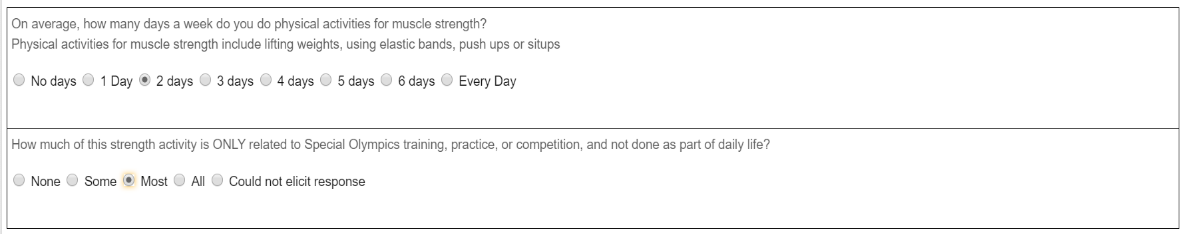 On average, how many days a week do you do physical activities for muscle strength?
Physical activities for muscle strength include lifting weights, using elastic bands, push ups or situps
No days 1 Day 2 days 3 days 4 days 5 days 6 days Every Day
How much of this strength activity is ONLY related to Special Olympics training, practice, or competition, and not done as part of daily life?
None Some Most All Could not elicit response